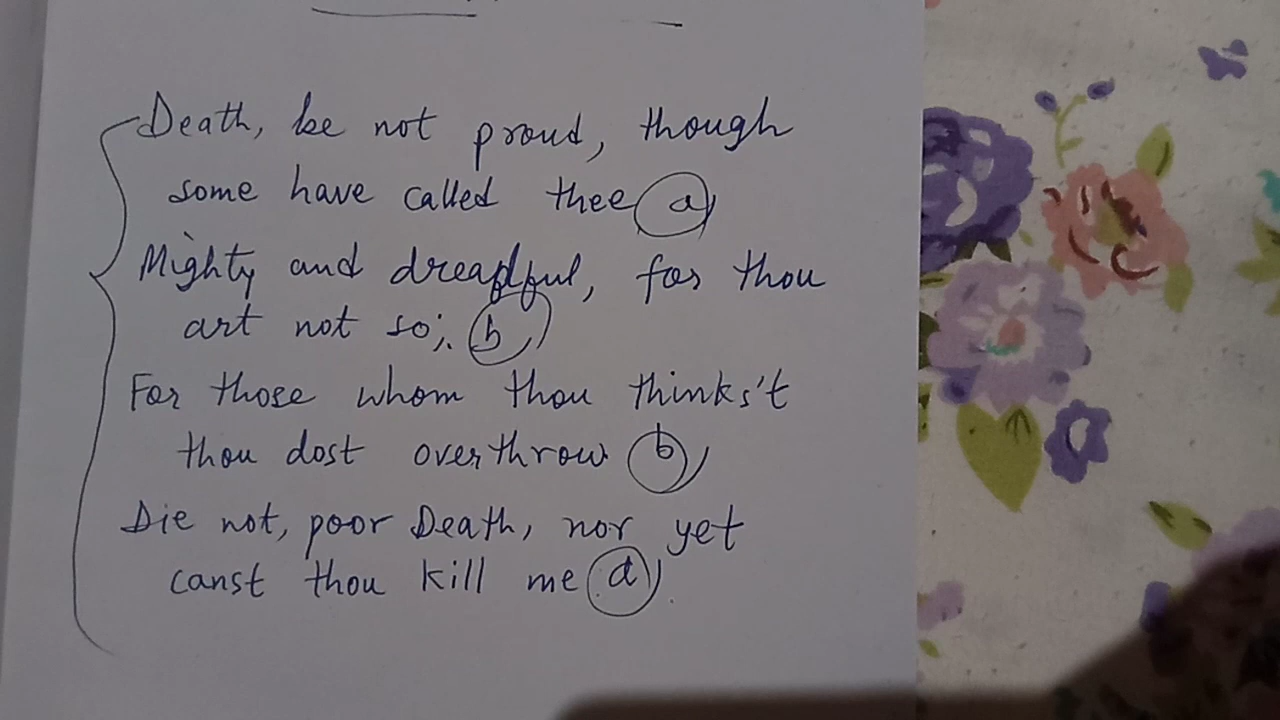 Death, be not proud, though
some have called thee (a)
Mighty and dreadful, for thou
art not so; (b)
For those whom thou thinks't
thou dost overthrow (b)
Die not, poor Death, nor yet
canst thou kill me (a)